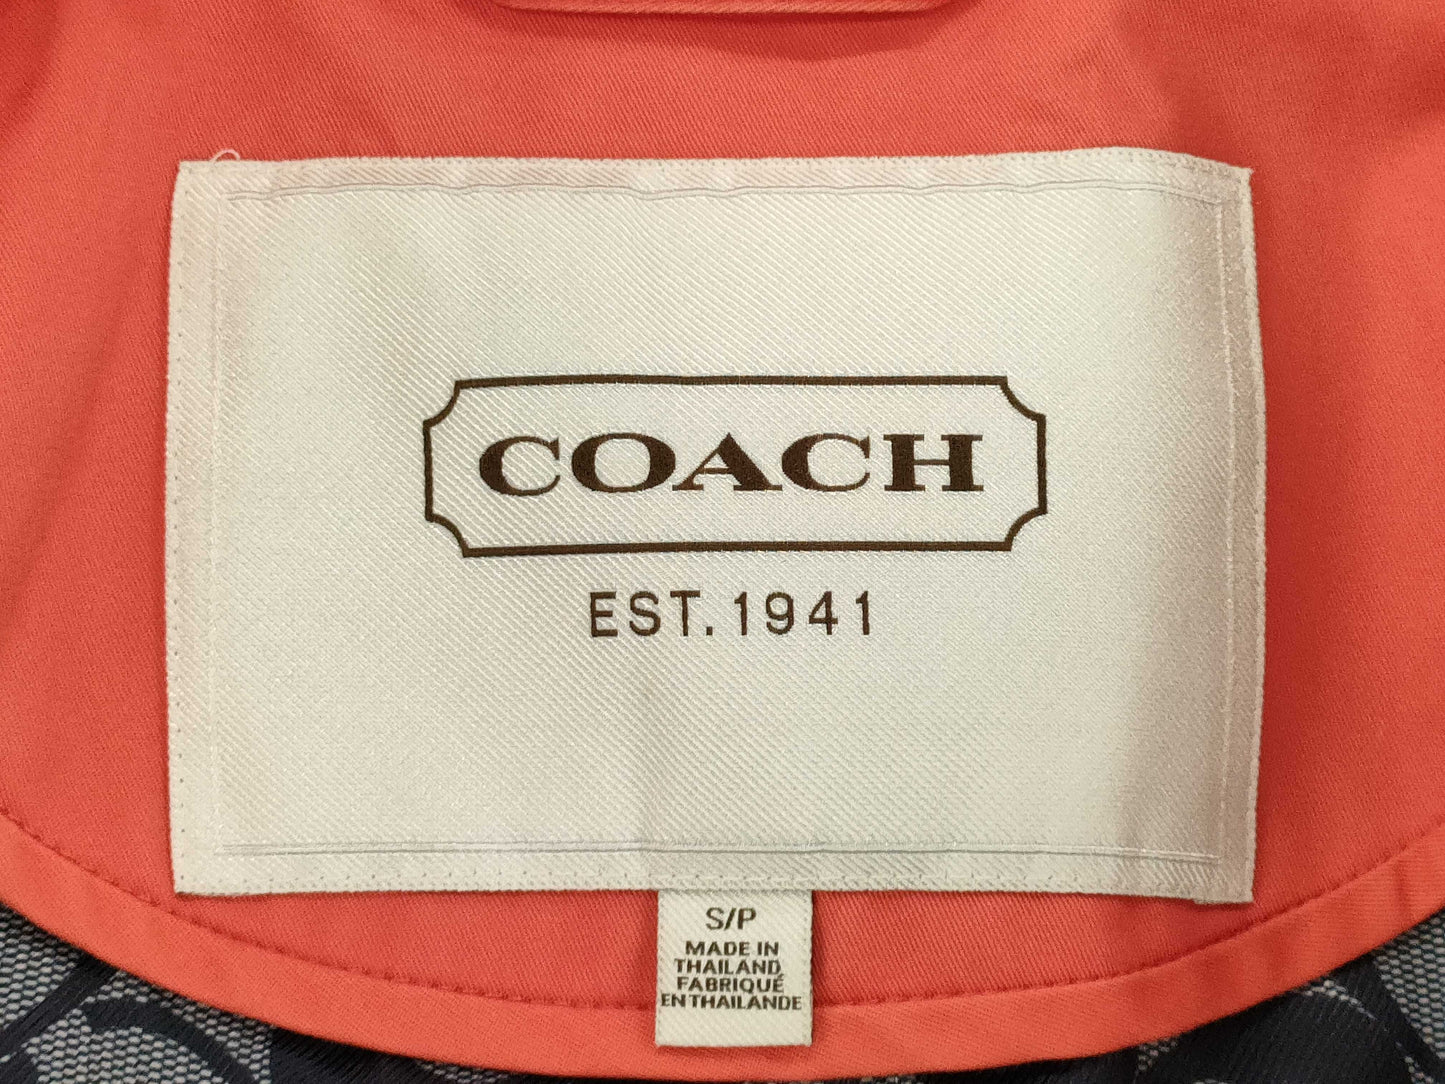 COACH
EST. 1941
S/P
MADE IN
THAILAND
FABRIQUÉ
EN THAILANDE